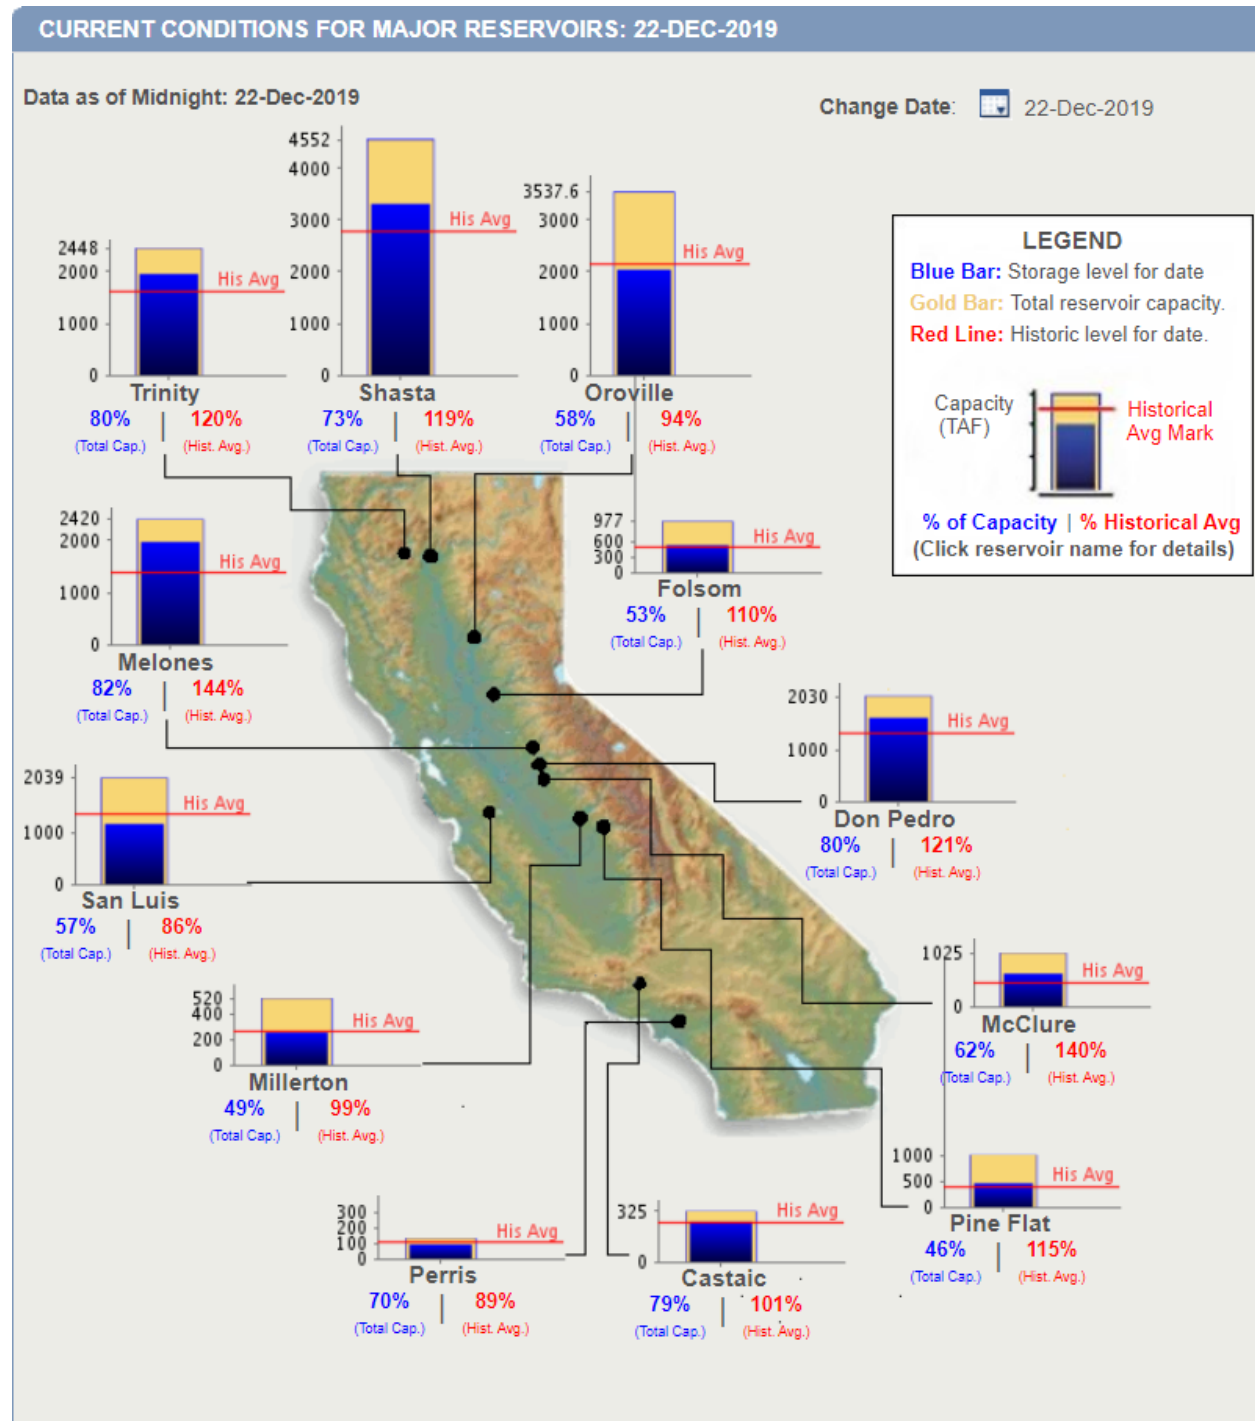 CURRENT CONDITIONS FOR MAJOR RESERVOIRS: 22-DEC-2019
Data as of Midnight: 22-Dec-2019
Change Date: 22-Dec-2019
4552
4000
3000
2000
1000
0
His Avg
Shasta
73% | 119%
(Total Cap.) (Hist. Avg.)
3537.6
3000
2000
1000
0
His Avg
Oroville
58% | 94%
(Total Cap.) (Hist. Avg.)
2448
2000
1000
0
His Avg
Trinity
80% | 120%
(Total Cap.) (Hist. Avg.)
LEGEND
Blue Bar: Storage level for date
Gold Bar: Total reservoir capacity.
Red Line: Historic level for date.
Capacity
(TAF)
Historical
Avg Mark
% of Capacity | % Historical Avg
(Click reservoir name for details)
2420
2000
1000
0
His Avg
Melones
82% | 144%
(Total Cap.) (Hist. Avg.)
977
600
300
0
His Avg
Folsom
53% | 110%
(Total Cap.) (Hist. Avg.)
2030
1000
0
His Avg
Don Pedro
80% | 121%
(Total Cap.) (Hist. Avg.)
2039
1000
0
His Avg
San Luis
57% | 86%
(Total Cap.) (Hist. Avg.)
1025
0
His Avg
McClure
62% | 140%
(Total Cap.) (Hist. Avg.)
520
400
200
0
His Avg
Millerton
49% | 99%
(Total Cap.) (Hist. Avg.)
1000
500
0
His Avg
Pine Flat
46% | 115%
(Total Cap.) (Hist. Avg.)
300
200
100
0
His Avg
Perris
70% | 89%
(Total Cap.) (Hist. Avg.)
325
0
His Avg
Castaic
79% | 101%
(Total Cap.) (Hist. Avg.)